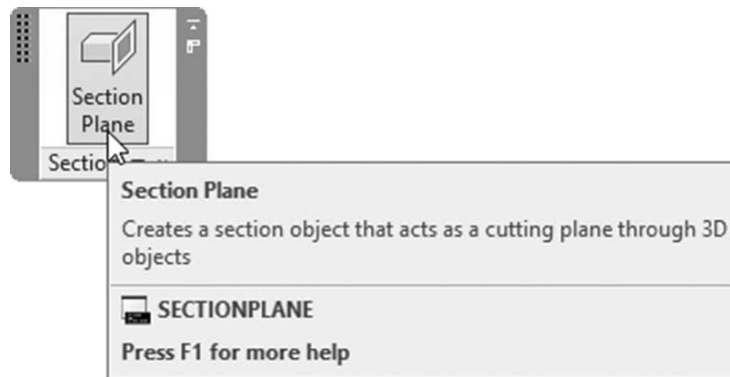 Section
Plane
Section
Section Plane
Creates a section object that acts as a cutting plane through 3D
objects
SECTIONPLANE
Press F1 for more help